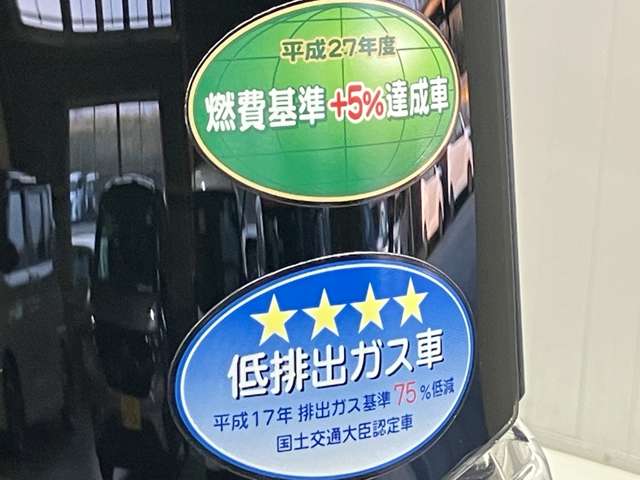 平成27年度
燃費基準+5%達成車
低排出ガス車
平成17年 排出ガス基準75%低減
国土交通大臣認定車